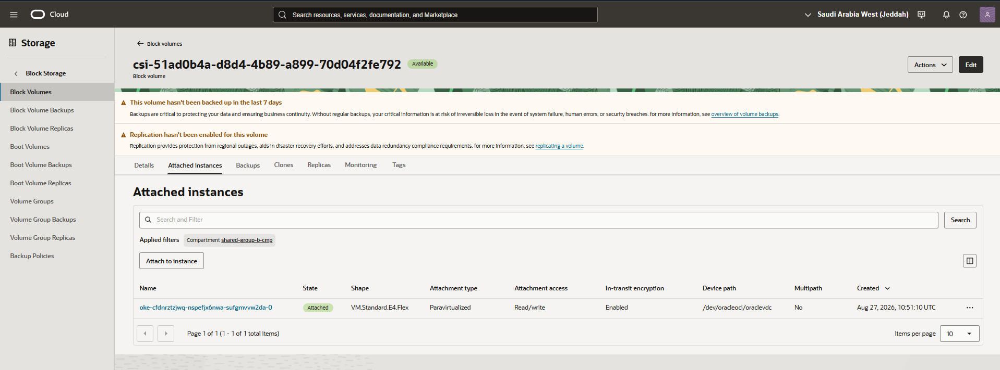 Cloud
Search resources, services, documentation, and Marketplace
Saudi Arabia West (Jeddah)
Storage
Block Storage
Block Volumes
Block Volume Backups
Block Volume Replicas
Boot Volumes
Boot Volume Backups
Boot Volume Replicas
Volume Groups
Volume Group Backups
Volume Group Replicas
Backup Policies
Block volumes
csi-51ad0b4a-d8d4-4b89-a899-70d04f2fe792 Available
Block volume
Actions Edit
This volume hasn't been backed up in the last 7 days
Backups are critical to protecting your data and ensuring business continuity. Without regular backups, your critical information is at risk of irreversible loss in the event of system failure, human errors, or security breaches. for more information, see overview of volume backups.
Replication hasn't been enabled for this volume
Replication provides protection from regional outages, aids in disaster recovery efforts, and addresses data redundancy compliance requirements. for more information, see replicating a volume.
Details Attached instances Backups Clones Replicas Monitoring Tags
Attached instances
Search and Filter Search
Applied filters Compartment shared-group-b-cmp
Attach to instance
Name State Shape Attachment type Attachment access In-transit encryption Device path Multipath Created
oke-cfdnrztzjwq-nspefjx6nwa-sufgmvvw2da-0 Attached VM.Standard.E4.Flex Paravirtualized Read/write Enabled /dev/oracleoci/oraclevdc No Aug 27, 2026, 10:51:10 UTC
Page 1 of 1 (1 - 1 of 1 total items) Items per page 10